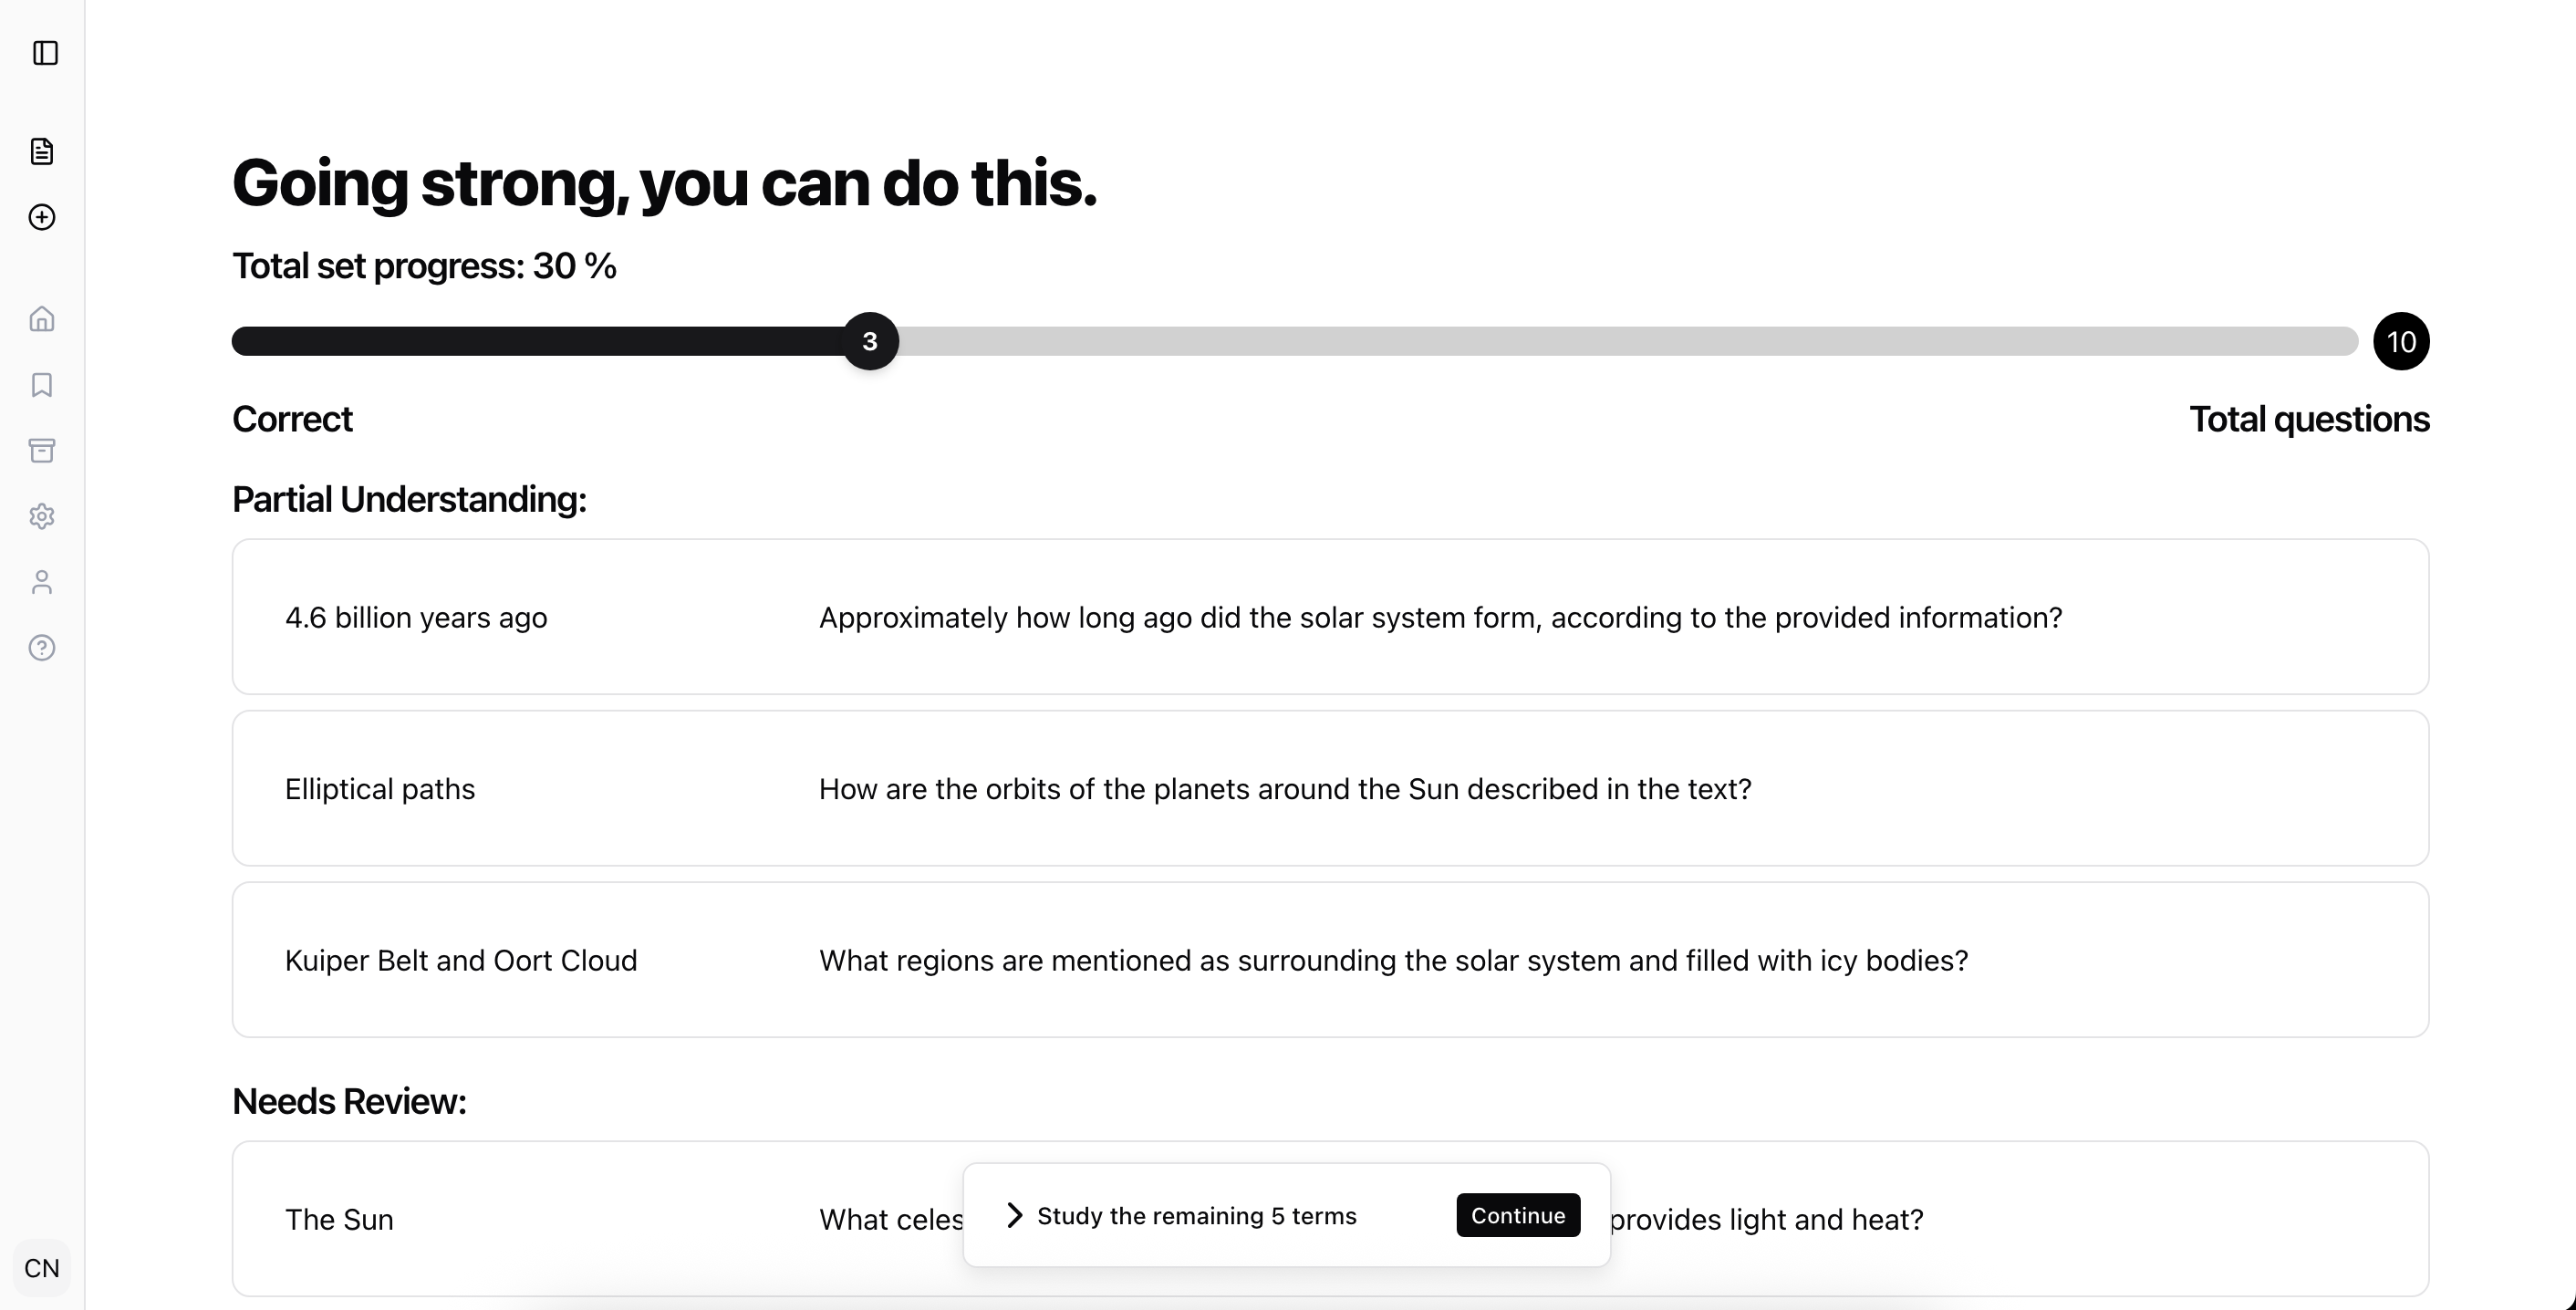 Going strong, you can do this.
Total set progress: 30 %
3
10
Correct
Total questions
Partial Understanding:
4.6 billion years ago
Approximately how long ago did the solar system form, according to the provided information?
Elliptical paths
How are the orbits of the planets around the Sun described in the text?
Kuiper Belt and Oort Cloud
What regions are mentioned as surrounding the solar system and filled with icy bodies?
Needs Review:
The Sun
What
provides light and heat?
Study the remaining 5 terms
Continue
CN